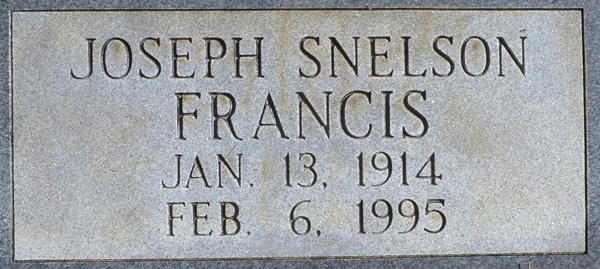 JOSEPH SNELSON
FRANCIS
JAN. 13, 1914
FEB. 6, 1995